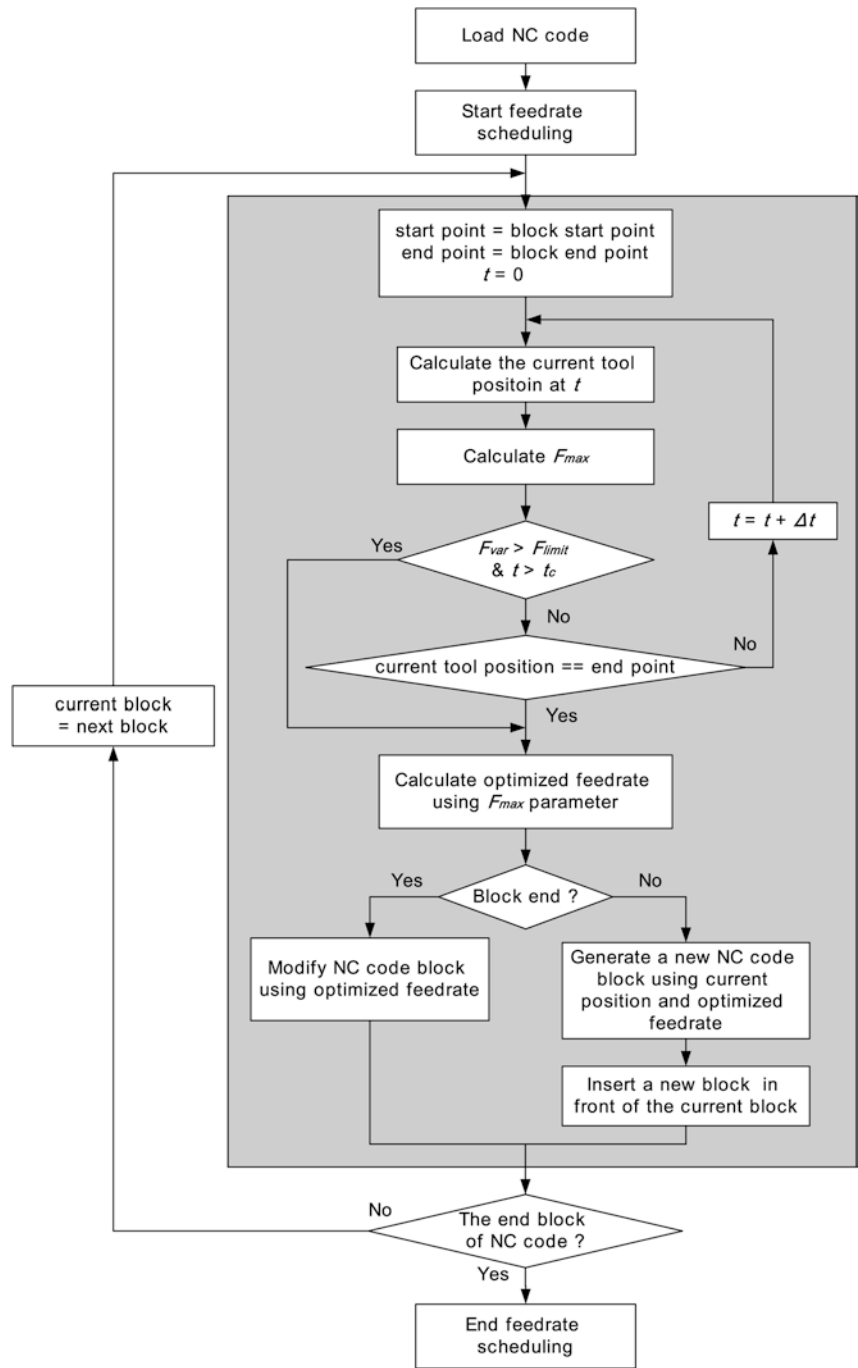 Load NC code
Start feedrate
scheduling
start point = block start point
end point = block end point
t = 0
Calculate the current tool
positoin at t
Calculate Fmax
t = t + Δt
Yes
Fvar > Flimit
& t > tc
No
No
current tool position == end point
Yes
current block
= next block
Calculate optimized feedrate
using Fmax parameter
Yes
Block end ?
No
Modify NC code block
using optimized feedrate
Generate a new NC code
block using current
position and optimized
feedrate
Insert a new block in
front of the current block
No
The end block
of NC code ?
Yes
End feedrate
scheduling